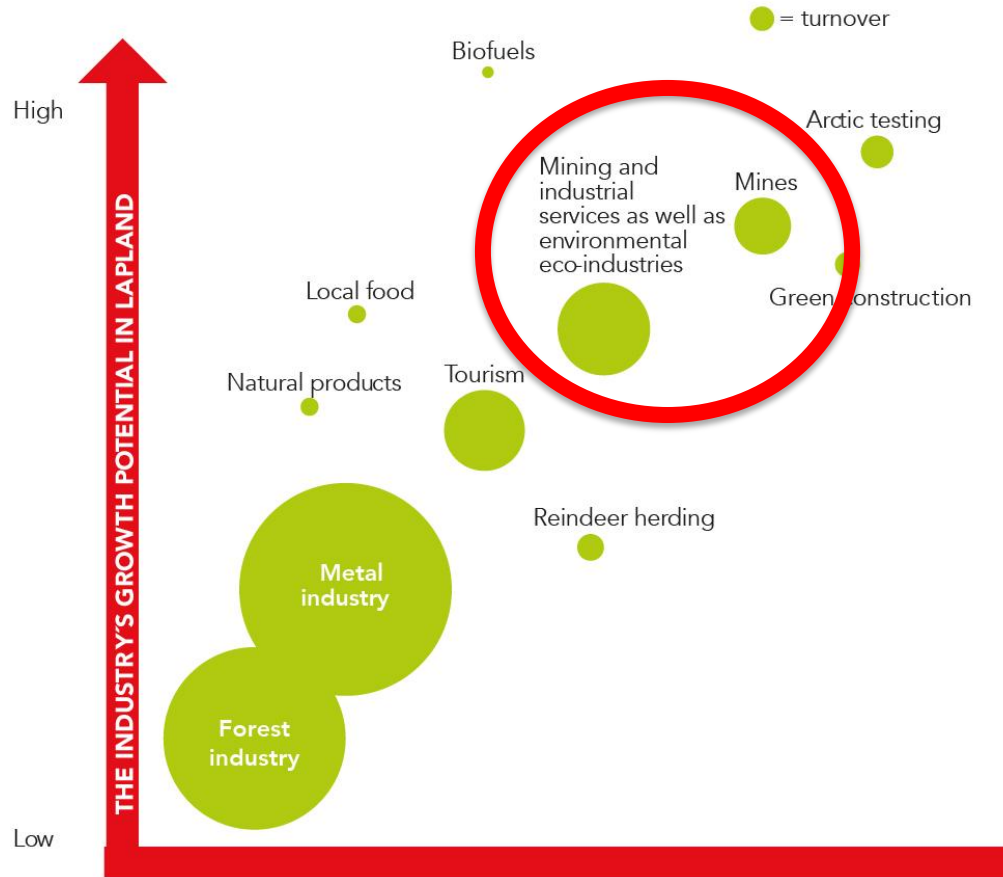 = turnover
Biofuels
High
Arctic testing
Mining and
industrial
services as well as
environmental
eco-industries
Mines
THE INDUSTRY'S GROWTH POTENTIAL IN LAPLAND
Local food
Green construction
Natural products
Tourism
Reindeer herding
Metal
industry
Forest
industry
Low